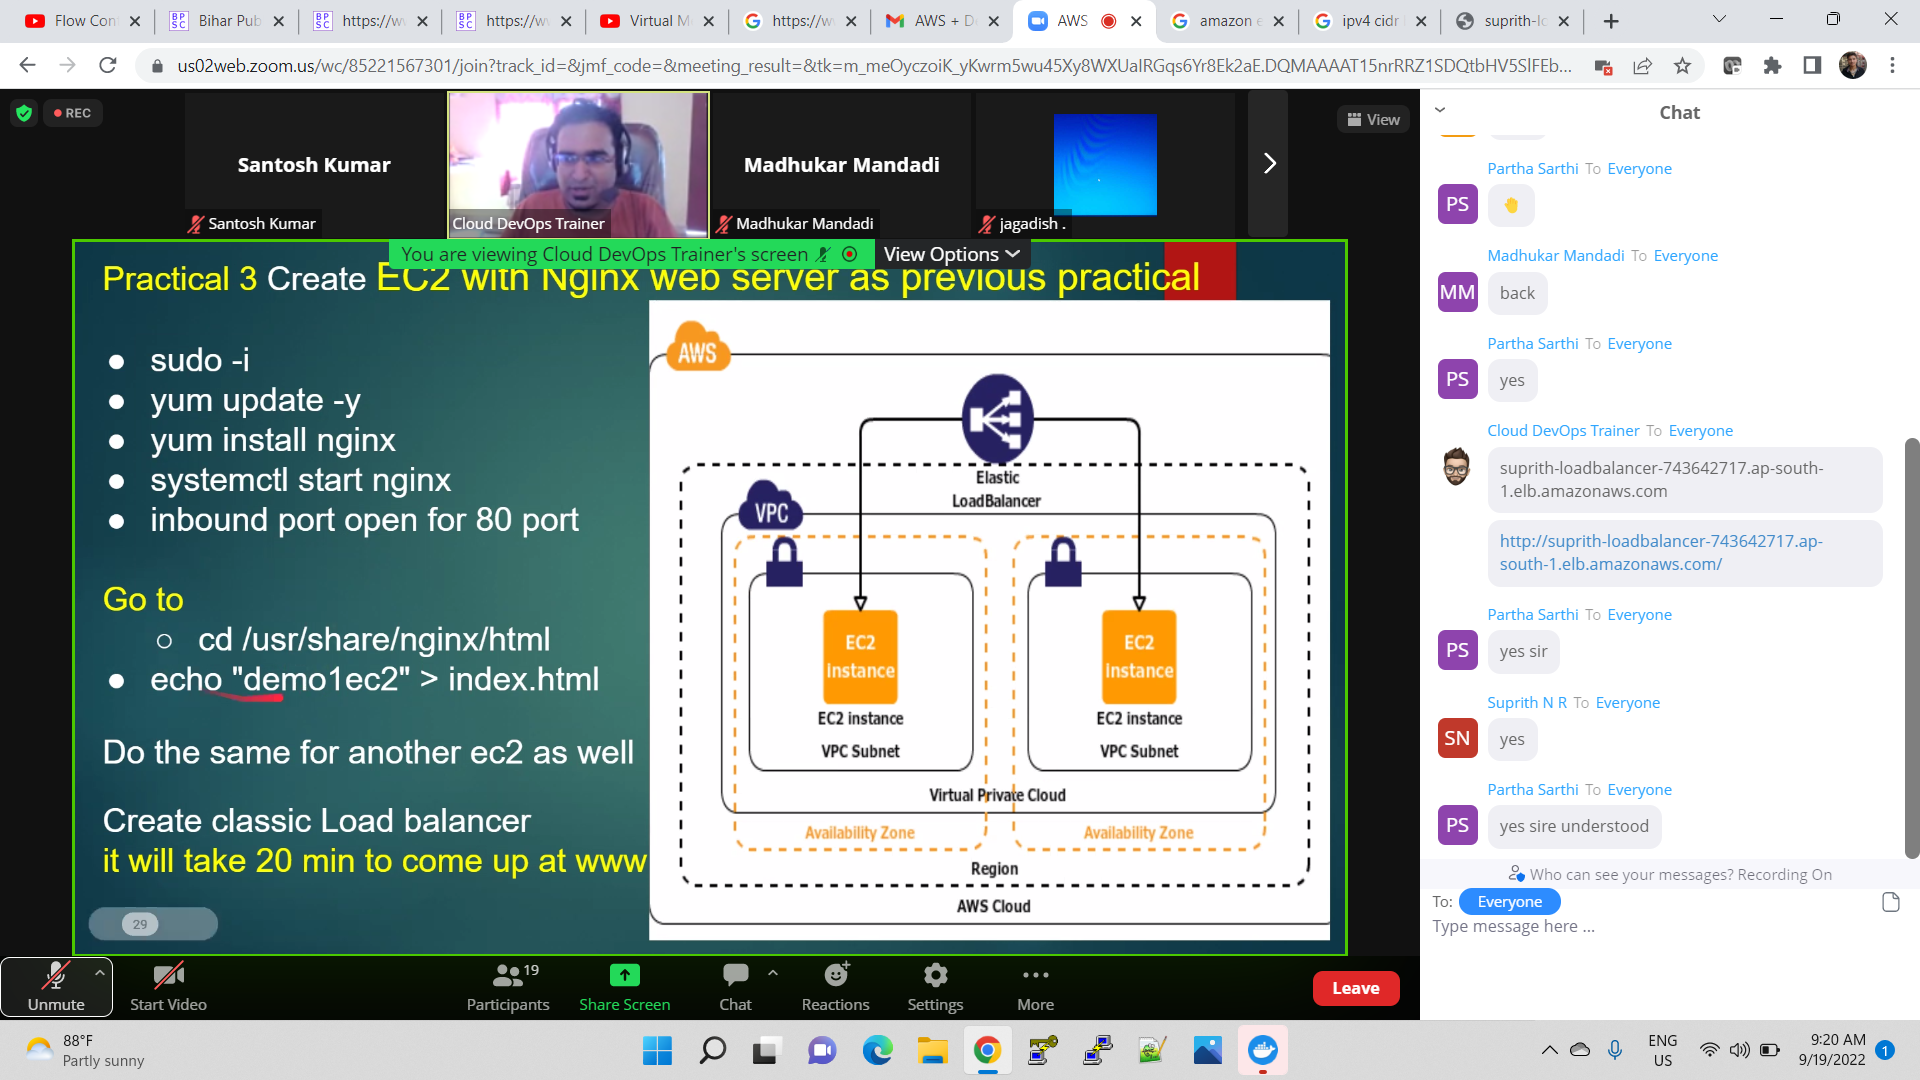 Flow Con
Bihar Pub
https://w
https://w
Virtual M
https://w
AWS + D
AWS
amazon e
ipv4 cidr
suprith-lo
us02web.zoom.us/wc/85221567301/join?track_id=&jmf_code=&meeting_result=&tk=m_meOyczoiK_yKwrm5wu45Xy8WXUaIRGqs6Yr8Ek2aE.DQMAAAAT15nrRRZ1SDQtbHV5SlFEb...
REC
Santosh Kumar
Santosh Kumar
Cloud DevOps Trainer
Madhukar Mandadi
Madhukar Mandadi
jagadish .
View
You are viewing Cloud DevOps Trainer's screen
View Options
Practical 3 Create EC2 with Nginx web server as previous practical
● sudo -i
● yum update -y
● yum install nginx
● systemctl start nginx
● inbound port open for 80 port
Go to
○ cd /usr/share/nginx/html
● echo "demo1ec2" > index.html
Do the same for another ec2 as well
Create classic Load balancer
it will take 20 min to come up at www
29
AWS
Elastic
LoadBalancer
VPC
EC2
Instance
EC2 instance
VPC Subnet
EC2
Instance
EC2 instance
VPC Subnet
Virtual Private Cloud
Availability Zone
Availability Zone
Region
AWS Cloud
Unmute
Start Video
19
Participants
Share Screen
Chat
Reactions
Settings
More
Leave
Chat
Partha Sarthi To Everyone
PS
Madhukar Mandadi To Everyone
MM
back
Partha Sarthi To Everyone
PS
yes
Cloud DevOps Trainer To Everyone
suprith-loadbalancer-743642717.ap-south-
1.elb.amazonaws.com
http://suprith-loadbalancer-743642717.ap-
south-1.elb.amazonaws.com/
Partha Sarthi To Everyone
PS
yes sir
Suprith N R To Everyone
SN
yes
Partha Sarthi To Everyone
PS
yes sire understood
Who can see your messages? Recording On
To: Everyone
Type message here ...
88°F
Partly sunny
ENG
US
9:20 AM
9/19/2022
1